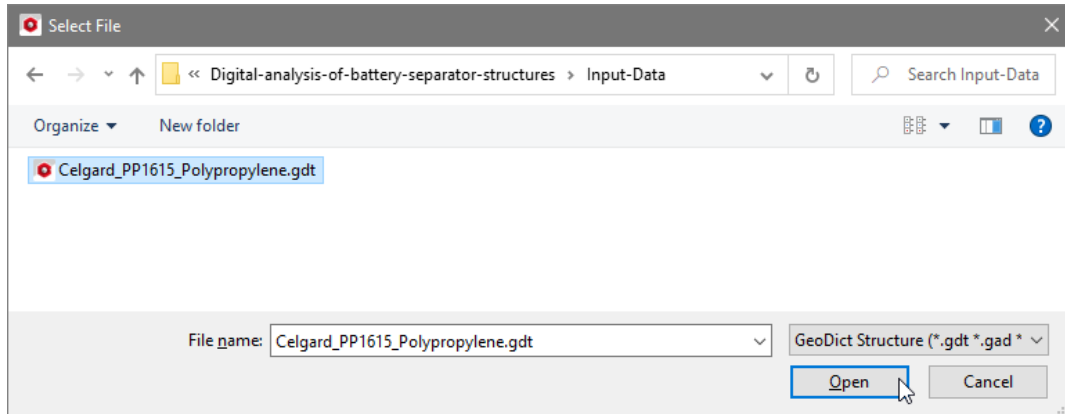 Select File
« Digital-analysis-of-battery-separator-structures › Input-Data
Search Input-Data
Organize
New folder
Celgard_PP1615_Polypropylene.gdt
File name: Celgard_PP1615_Polypropylene.gdt
GeoDict Structure (*.gdt *.gad *
Open
Cancel